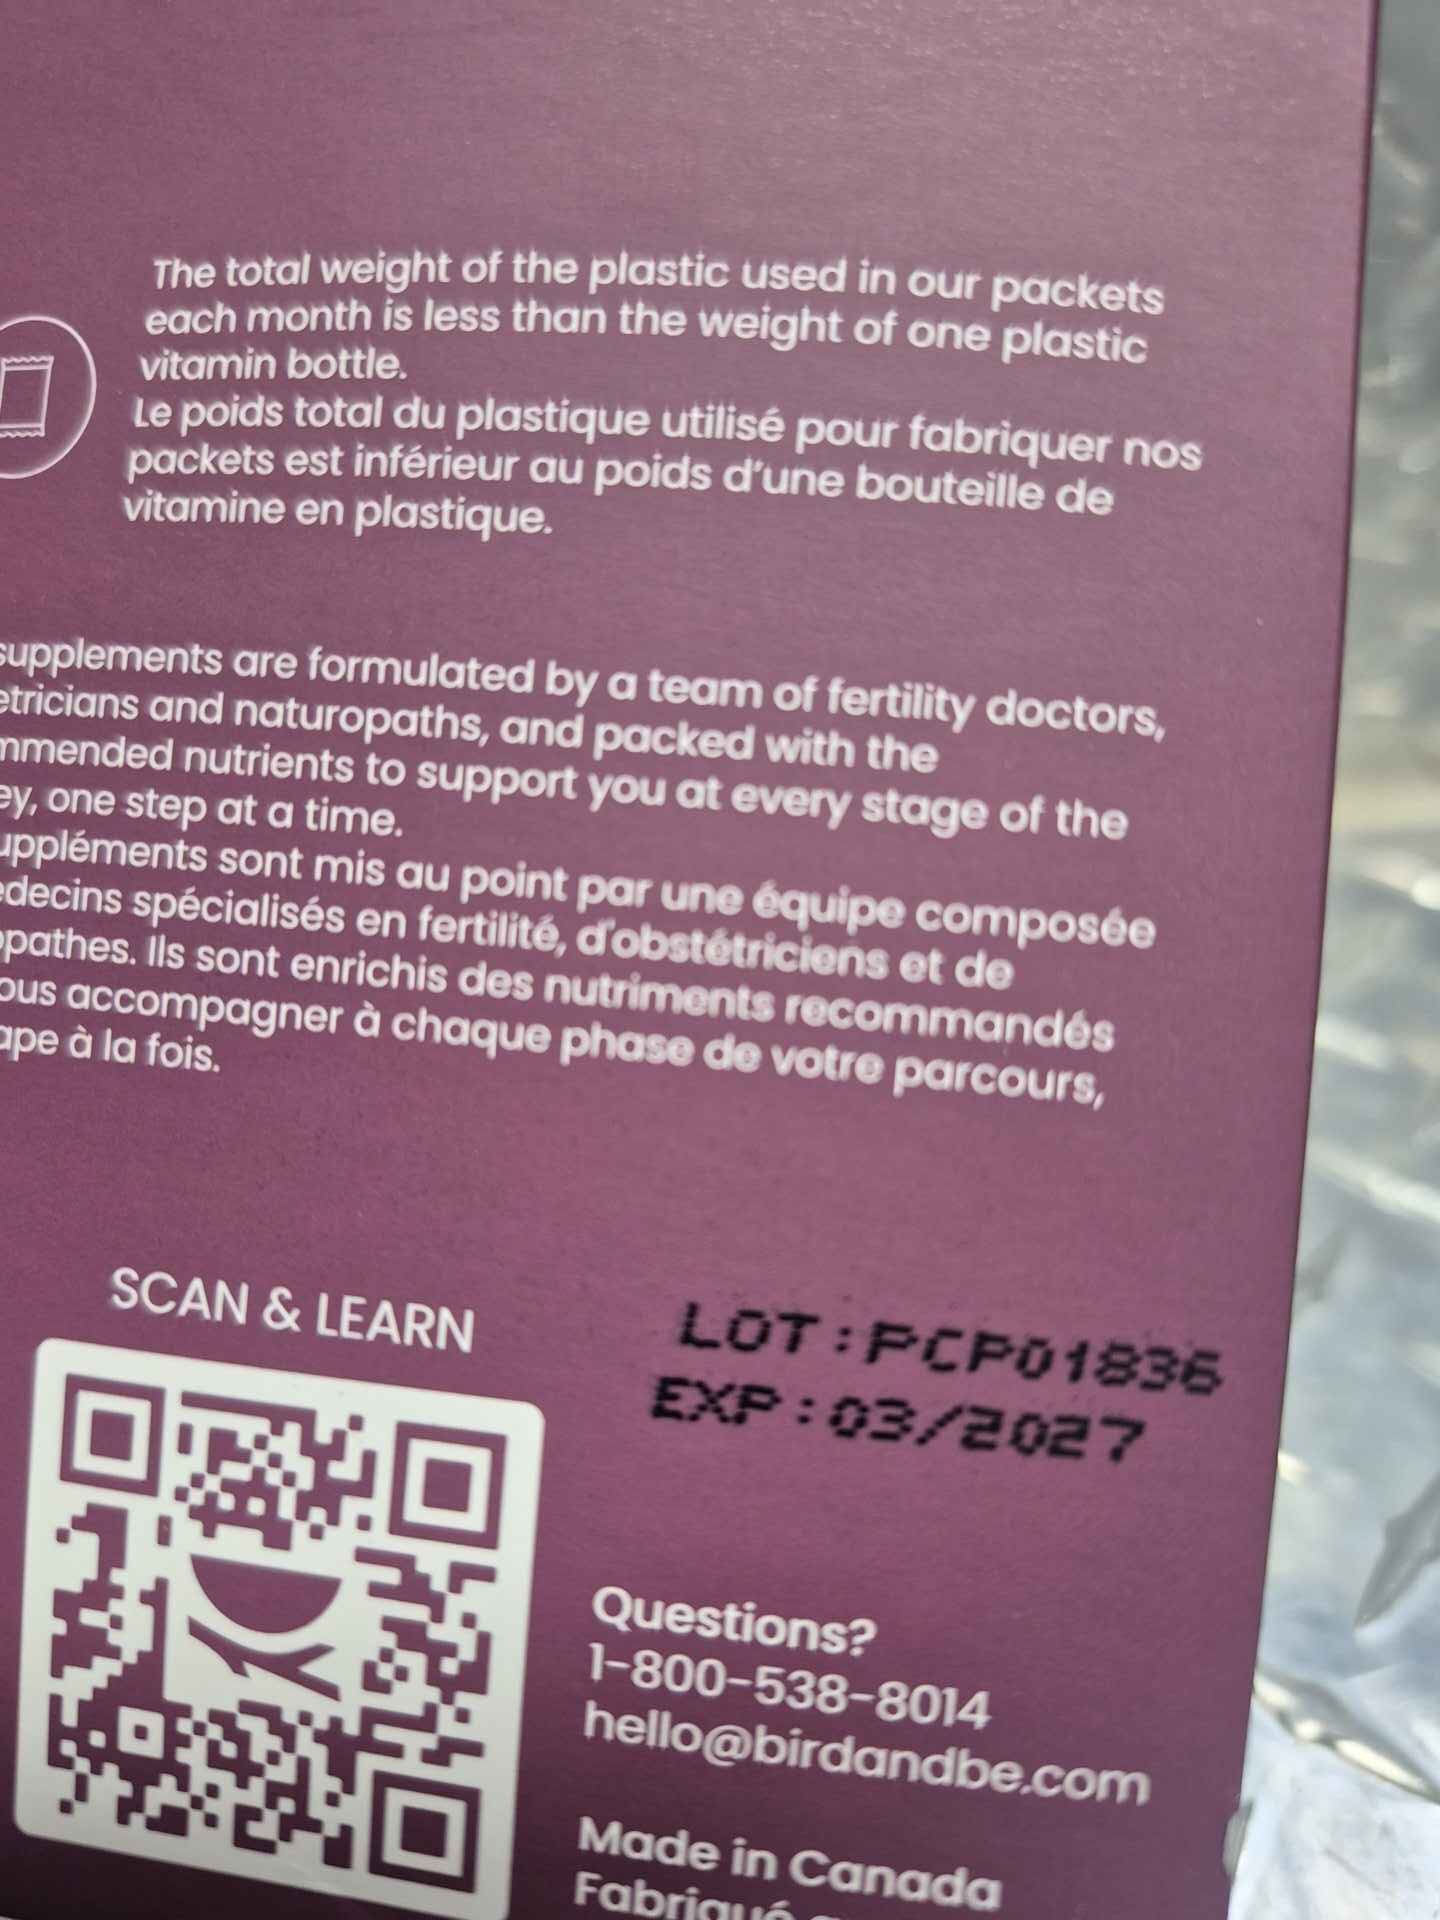 The total weight of the plastic used in our packets
each month is less than the weight of one plastic
vitamin bottle.
Le poids total du plastique utilisé pour fabriquer nos
packets est inférieur au poids d'une bouteille de
vitamine en plastique.
supplements are formulated by a team of fertility doctors,
etricians and naturopaths, and packed with the
mmended nutrients to support you at every stage of the
ey, one step at a time.
uppléments sont mis au point par une équipe composée
edecins spécialisés en fertilité, d'obstétriciens et de
opathes. Ils sont enrichis des nutriments recommandés
ous accompagner à chaque phase de votre parcours,
ape à la fois.
SCAN & LEARN
LOT:PCP01836
EXP:03/2027
Questions?
1-800-538-8014
hello@birdandbe.com
Made in Canada
Fabriqué